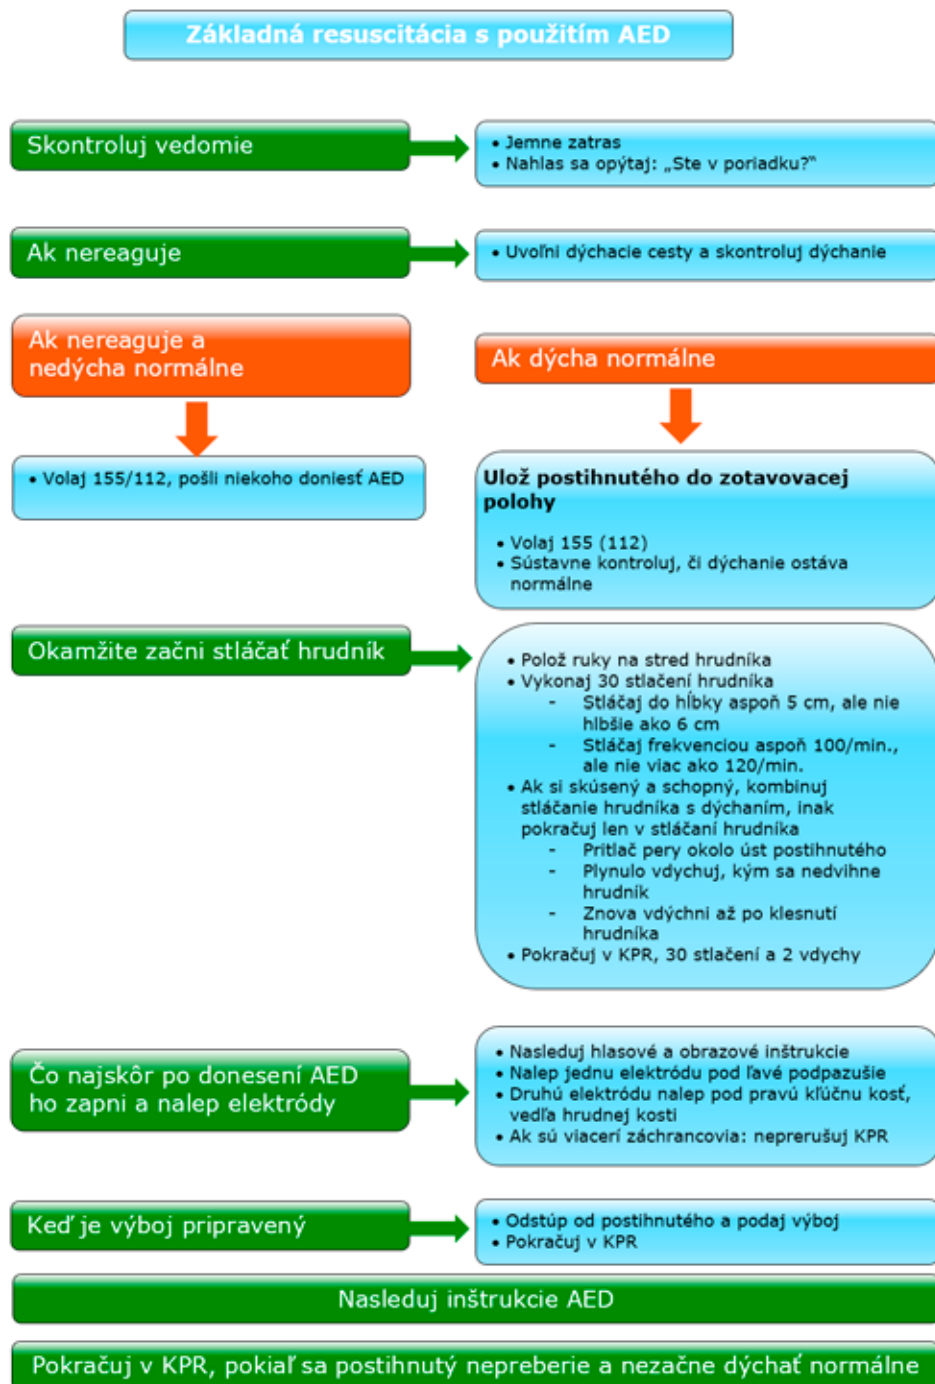 Základná resuscitácia s použitím AED
Skontroluj vedomie
• Jemne zatras
• Nahlas sa opýtaj: „Ste v poriadku?“
Ak nereaguje
• Uvoľni dýchacie cesty a skontroluj dýchanie
Ak nereaguje a
nedýcha normálne
Ak dýcha normálne
• Volaj 155/112, pošli niekoho doniesť AED
Ulož postihnutého do zotavovacej
polohy
• Volaj 155 (112)
• Sústavne kontroluj, či dýchanie ostáva
normálne
Okamžite začni stláčať hrudník
• Polož ruky na stred hrudníka
• Vykonaj 30 stlačení hrudníka
- Stláčaj do hĺbky aspoň 5 cm, ale nie
hlbšie ako 6 cm
- Stláčaj frekvenciou aspoň 100/min.,
ale nie viac ako 120/min.
• Ak si skúsený a schopný, kombinuj
stláčanie hrudníka s dýchaním, inak
pokračuj len v stláčaní hrudníka
- Pritlač pery okolo úst postihnutého
- Plynulo vdychuj, kým sa nedvihne
hrudník
- Znova vdýchni až po klesnutí
hrudníka
• Pokračuj v KPR, 30 stlačení a 2 vdychy
Čo najskôr po donesení AED
ho zapni a nalep elektródy
• Nasleduj hlasové a obrazové inštrukcie
• Nalep jednu elektródu pod ľavé podpazušie
• Druhú elektródu nalep pod pravú kľúčnu kosť,
vedľa hrudnej kosti
• Ak sú viacerí záchrancovia: neprerušuj KPR
Keď je výboj pripravený
• Odstúp od postihnutého a podaj výboj
• Pokračuj v KPR
Nasleduj inštrukcie AED
Pokračuj v KPR, pokiaľ sa postihnutý nepreberie a nezačne dýchať normálne